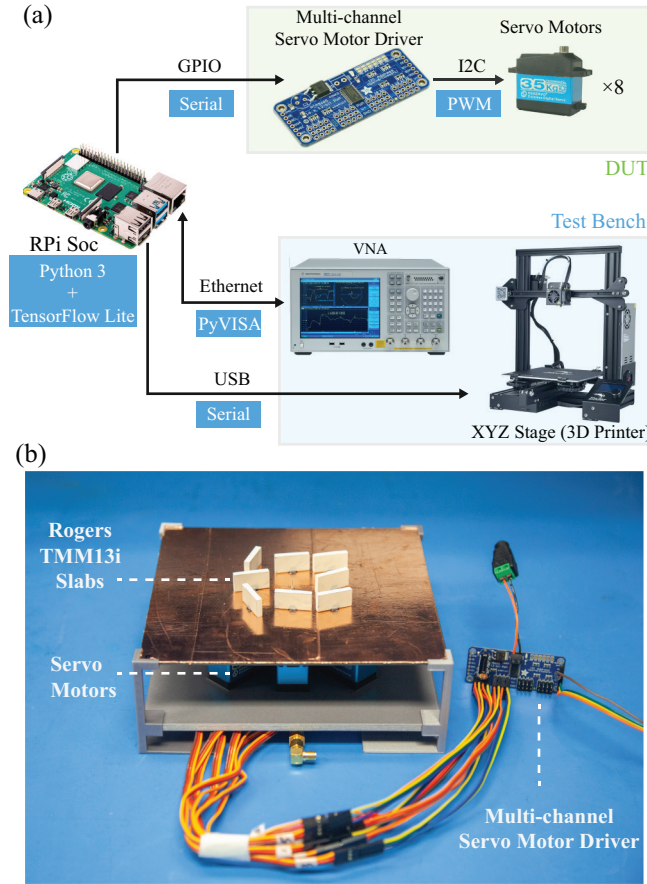 (a)
Multi-channel
Servo Motor Driver
Servo Motors
GPIO
Serial
I2C
PWM
35
×8
DUT
RPi Soc
Python 3
+
TensorFlow Lite
Test Bench
VNA
Ethernet
PyVISA
USB
Serial
XYZ Stage (3D Printer)
(b)
Rogers
TMM13i
Slabs
Servo
Motors
Multi-channel
Servo Motor Driver